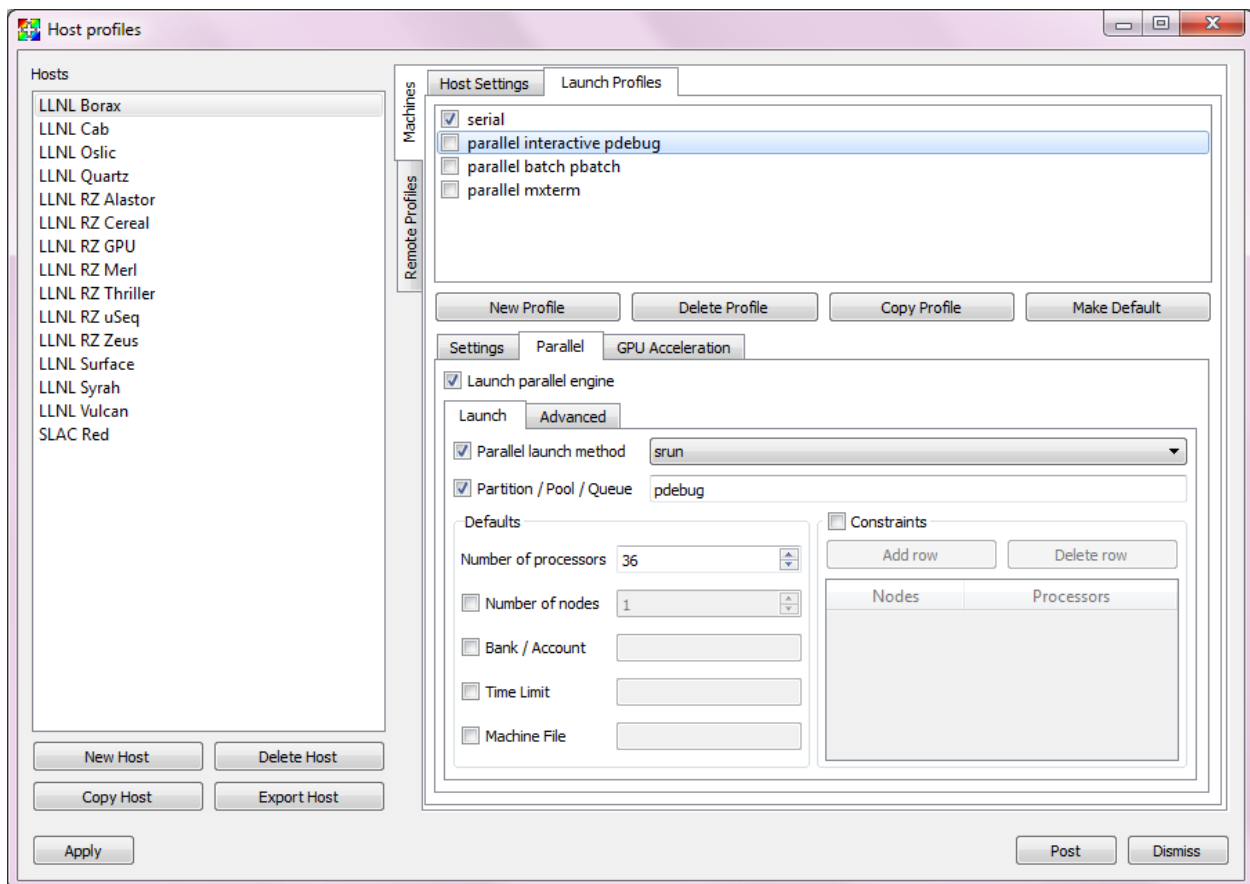 Host profiles
Hosts
LLNL Borax
LLNL Cab
LLNL Oslic
LLNL Quartz
LLNL RZ Alastor
LLNL RZ Cereal
LLNL RZ GPU
LLNL RZ Merl
LLNL RZ Thriller
LLNL RZ uSeq
LLNL RZ Zeus
LLNL Surface
LLNL Syrah
LLNL Vulcan
SLAC Red
New Host Delete Host
Copy Host Export Host
Machines
Remote Profiles
Host Settings Launch Profiles
serial
parallel interactive pdebug
parallel batch pbatch
parallel mxterm
New Profile Delete Profile Copy Profile Make Default
Settings Parallel GPU Acceleration
Launch parallel engine
Launch Advanced
Parallel launch method srun
Partition / Pool / Queue pdebug
Defaults
Number of processors 36
Number of nodes 1
Bank / Account
Time Limit
Machine File
Constraints
Add row Delete row
Nodes Processors
Apply Post Dismiss